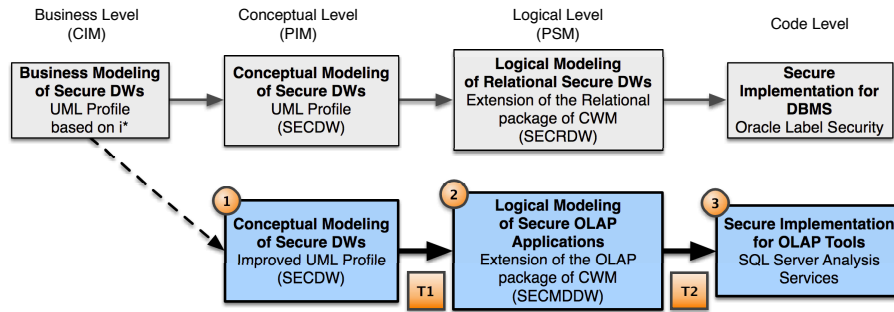 Business Level
(CIM)
Conceptual Level
(PIM)
Logical Level
(PSM)
Code Level
Business Modeling
of Secure DWs
UML Profile
based on i*
Conceptual Modeling
of Secure DWs
UML Profile
(SECDW)
Logical Modeling
of Relational Secure DWs
Extension of the Relational
package of CWM
(SECRDW)
Secure
Implementation for
DBMS
Oracle Label Security
1
Conceptual Modeling
of Secure DWs
Improved UML Profile
(SECDW)
T1
2
Logical Modeling
of Secure OLAP
Applications
Extension of the OLAP
package of CWM
(SECMDDW)
T2
3
Secure Implementation
for OLAP Tools
SQL Server Analysis
Services